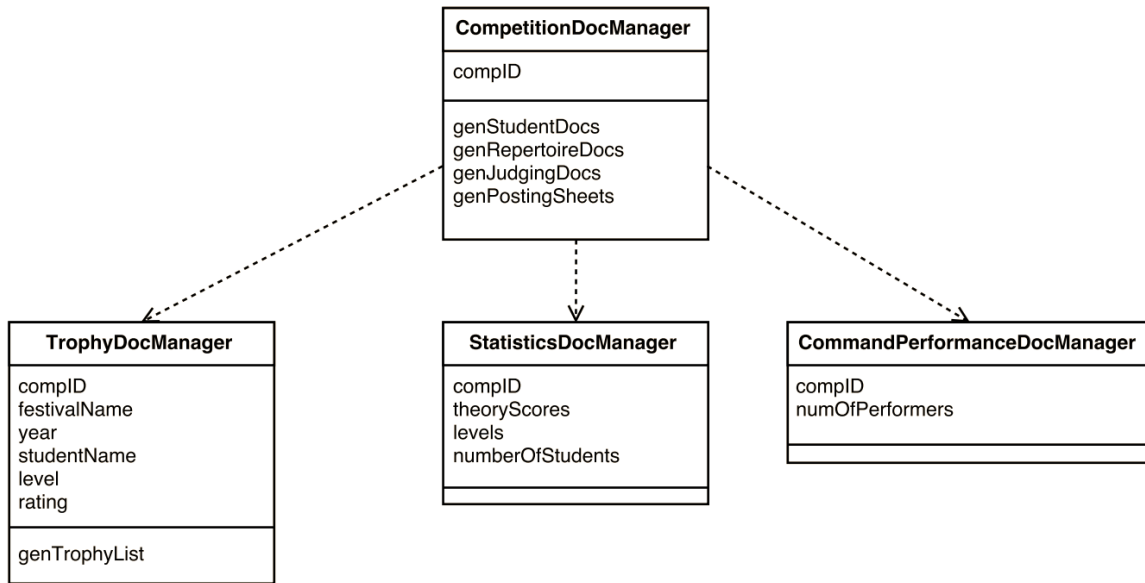 CompetitionDocManager
compID
genStudentDocs
genRepertoireDocs
genJudgingDocs
genPostingSheets
TrophyDocManager
compID
festivalName
year
studentName
level
rating
genTrophyList
StatisticsDocManager
compID
theoryScores
levels
numberOfStudents
CommandPerformanceDocManager
compID
numOfPerformers